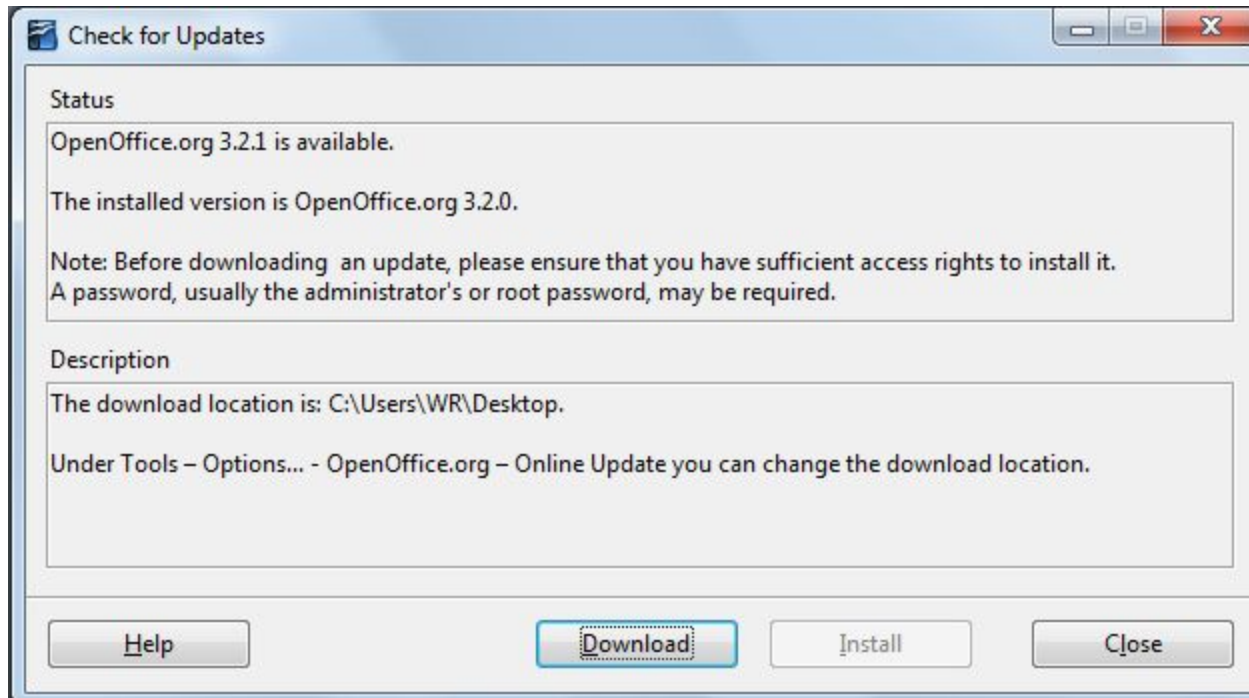 Check for Updates
Status
OpenOffice.org 3.2.1 is available.
The installed version is OpenOffice.org 3.2.0.
Note: Before downloading  an update, please ensure that you have sufficient access rights to install it.
A password, usually the administrator's or root password, may be required.
Description
The download location is: C:\Users\WR\Desktop.
Under Tools – Options... - OpenOffice.org – Online Update you can change the download location.
Help
Download
Install
Close